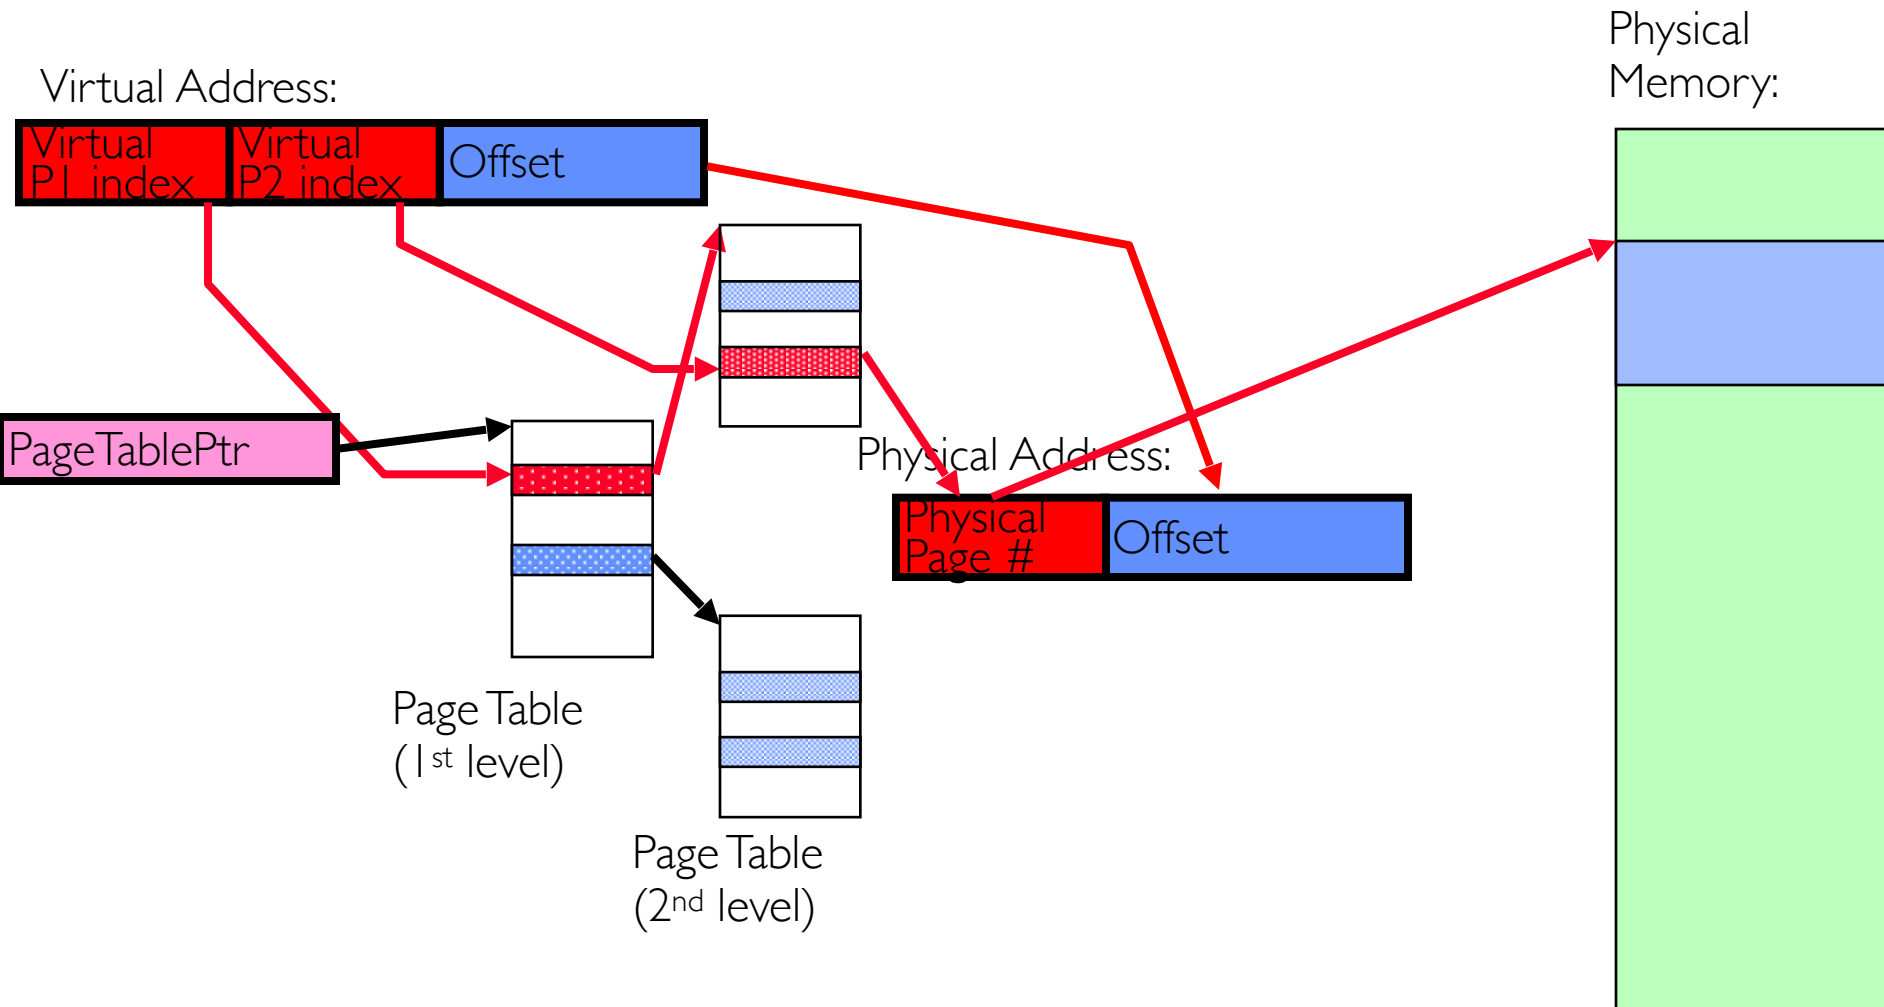 Physical
Memory:
Virtual Address:
Virtual
P1 index
Virtual
P2 index
Offset
PageTablePtr
Physical Address:
Physical
Page #
Offset
Page Table
(1st level)
Page Table
(2nd level)